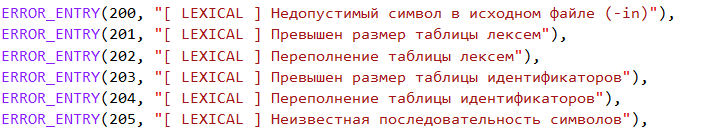 ERROR_ENTRY(200, "[ LEXICAL ] Недопустимый символ в исходном файле (-in)"),
ERROR_ENTRY(201, "[ LEXICAL ] Превышен размер таблицы лексем"),
ERROR_ENTRY(202, "[ LEXICAL ] Переполнение таблицы лексем"),
ERROR_ENTRY(203, "[ LEXICAL ] Превышен размер таблицы идентификаторов"),
ERROR_ENTRY(204, "[ LEXICAL ] Переполнение таблицы идентификаторов"),
ERROR_ENTRY(205, "[ LEXICAL ] Неизвестная последовательность символов"),